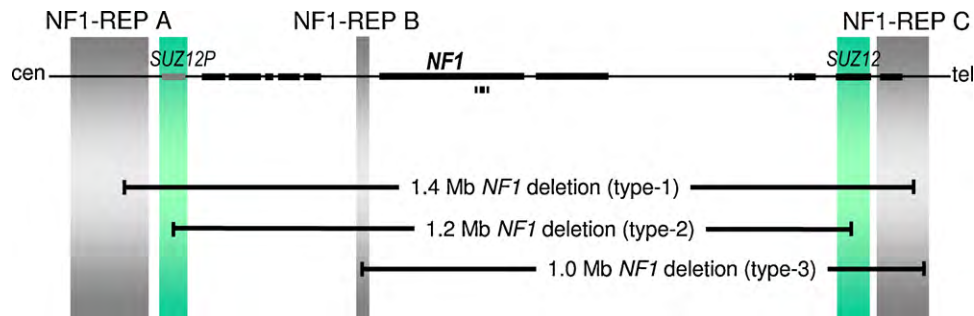 NF1-REP A NF1-REP B NF1-REP C
SUZ12P NF1 SUZ12
cen tel
1.4 Mb NF1 deletion (type-1)
1.2 Mb NF1 deletion (type-2)
1.0 Mb NF1 deletion (type-3)